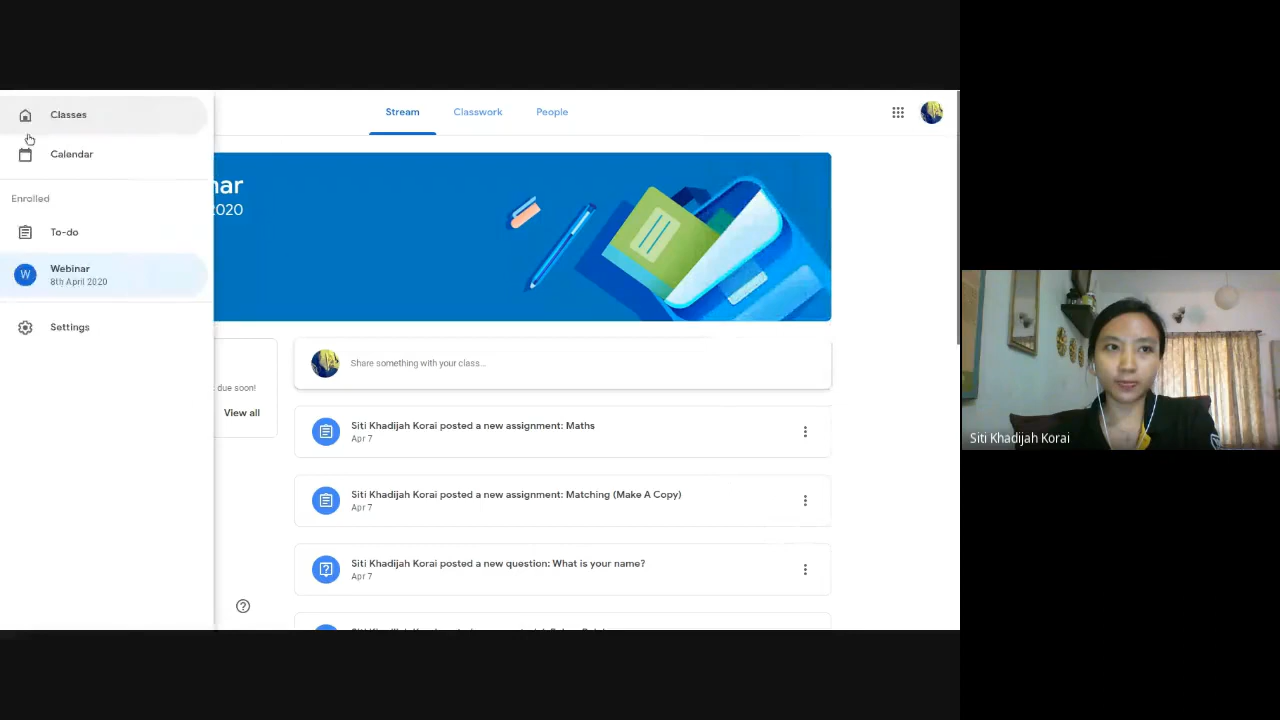 Classes
Calendar
Enrolled
To-do
W
Webinar
8th April 2020
Settings
Stream
Classwork
People
nar
2020
due soon!
View all
Share something with your class...
Siti Khadijah Korai posted a new assignment: Maths
Apr 7
Siti Khadijah Korai posted a new assignment: Matching (Make A Copy)
Apr 7
Siti Khadijah Korai posted a new question: What is your name?
Apr 7
Siti Khadijah Korai